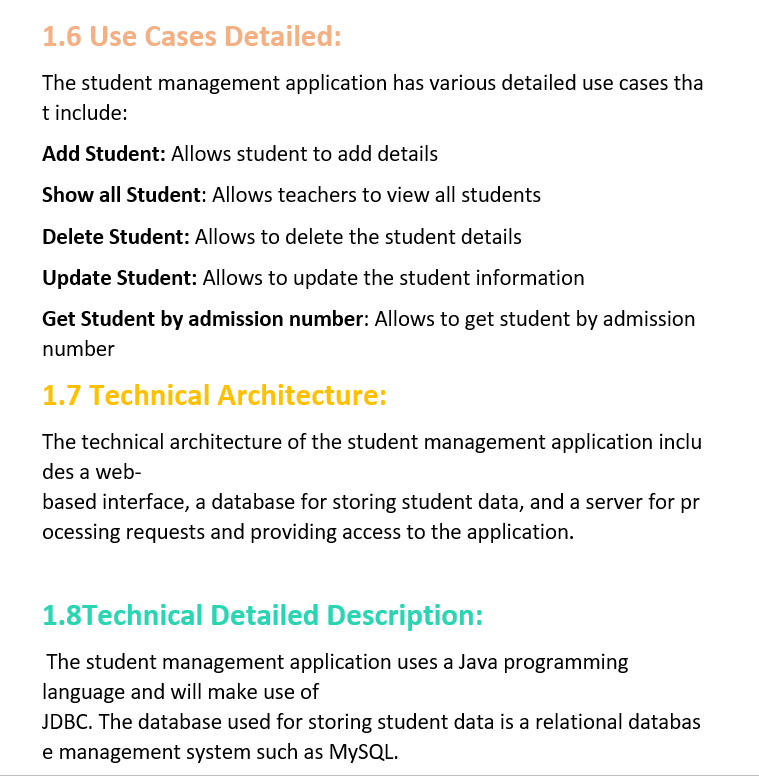 1.6 Use Cases Detailed:
The student management application has various detailed use cases tha
t include:
Add Student: Allows student to add details
Show all Student: Allows teachers to view all students
Delete Student: Allows to delete the student details
Update Student: Allows to update the student information
Get Student by admission number: Allows to get student by admission
number
1.7 Technical Architecture:
The technical architecture of the student management application inclu
des a web-
based interface, a database for storing student data, and a server for pr
ocessing requests and providing access to the application.
1.8Technical Detailed Description:
The student management application uses a Java programming
language and will make use of
JDBC. The database used for storing student data is a relational databas
e management system such as MySQL.